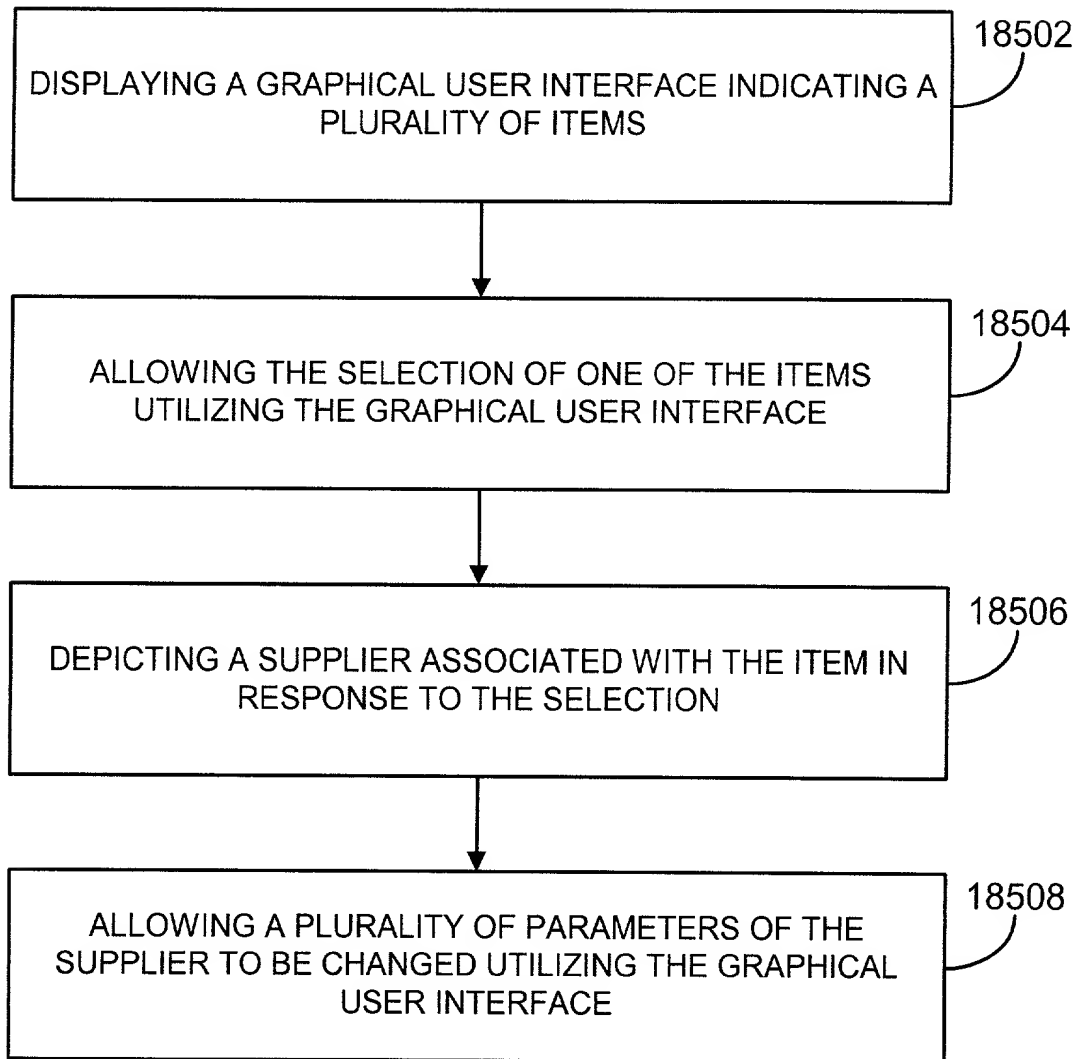 18502
DISPLAYING A GRAPHICAL USER INTERFACE INDICATING A
PLURALITY OF ITEMS
18504
ALLOWING THE SELECTION OF ONE OF THE ITEMS
UTILIZING THE GRAPHICAL USER INTERFACE
18506
DEPICTING A SUPPLIER ASSOCIATED WITH THE ITEM IN
RESPONSE TO THE SELECTION
18508
ALLOWING A PLURALITY OF PARAMETERS OF THE
SUPPLIER TO BE CHANGED UTILIZING THE GRAPHICAL
USER INTERFACE